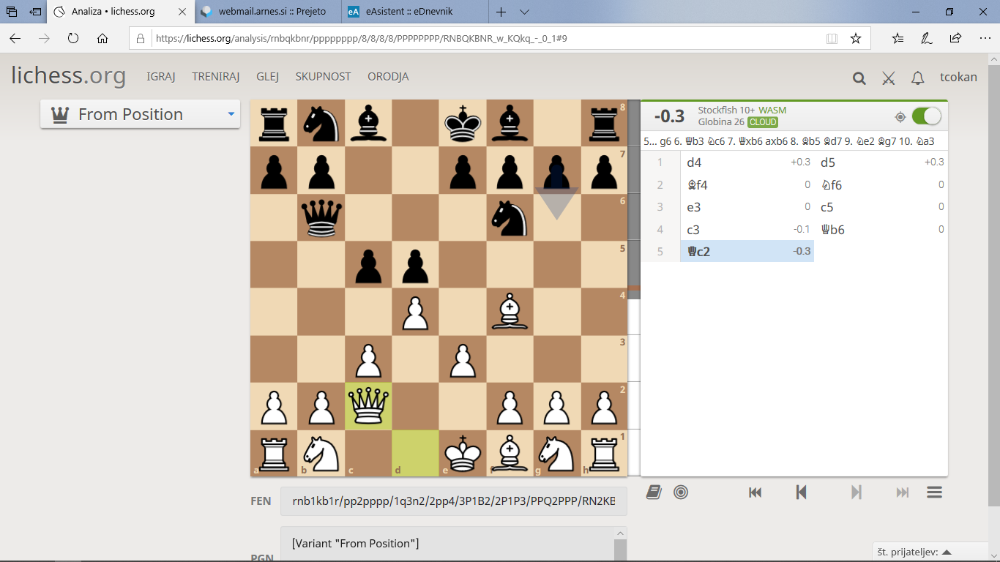 Analiza • lichess.org
webmail.arnes.si :: Prejeto
eA eAsistent :: eDnevnik
https://lichess.org/analysis/rnbqkbnr/pppppppp/8/8/8/8/PPPPPPPP/RNBQKBNR_w_KQkq_-_0_1#9
lichess.org IGRAJ TRENIRAJ GLEJ SKUPNOST ORODJA tcokan
From Position
8
7
6
5
4
3
2
1
a b c d e f g h
-0.3 Stockfish 10+ WASM
Globina 26 CLOUD
5... g6 6. ♕b3 ♘c6 7. ♕xb6 axb6 8. ♗b5 ♗d7 9. ♘e2 ♗g7 10. ♘a3
1 d4 +0.3 d5 +0.3
2 ♗f4 0 ♘f6 0
3 e3 0 c5 0
4 c3 -0.1 ♕b6 0
5 ♕c2 -0.3
FEN rnb1kb1r/pp2pppp/1q3n2/2pp4/3P1B2/2P1P3/PPQ2PPP/RN2KB
[Variant "From Position"]
PGN
št. prijateljev: